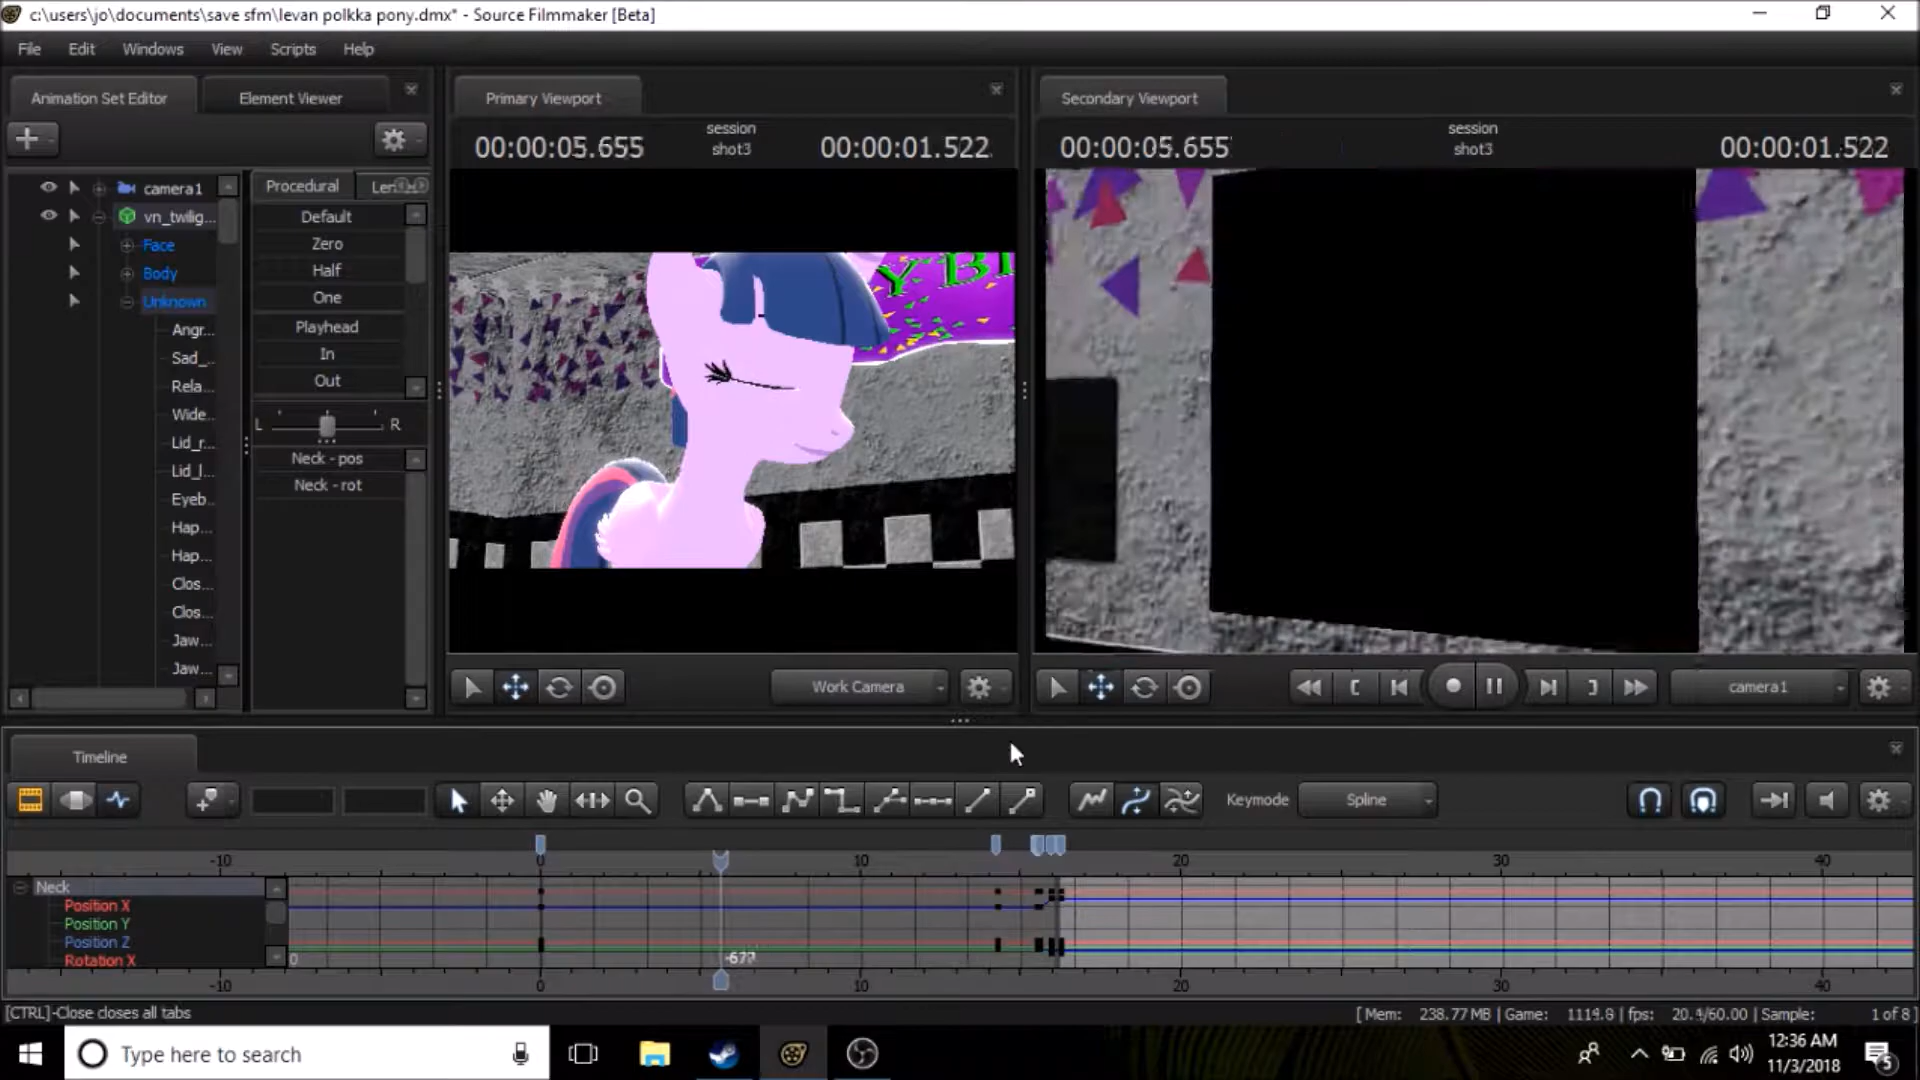 c:\users\jo\documents\save sfm\levan polkka pony.dmx* - Source Filmmaker [Beta]
File Edit Windows View Scripts Help
Animation Set Editor Element Viewer
Primary Viewport
Secondary Viewport
00:00:05.655 session shot3 00:00:01.522
00:00:05.655 session shot3 00:00:01.522
camera1
vn_twilig...
Face
Body
Unknown
Angr...
Sad_...
Rela...
Wide...
Lid_r...
Lid_l...
Eyeb...
Hap...
Hap...
Clos...
Clos...
Jaw...
Jaw...
Procedural
Default
Zero
Half
One
Playhead
In
Out
L R
Neck - pos
Neck - rot
Y BI
Work Camera
camera1
Timeline
Keymode Spline
-10 0 10 20 30 40
Neck
Position X
Position Y
Position Z
Rotation X
0
-677
-10 0 10 20 30 40
[CTRL]-Close closes all tabs
[ Mem: 238.77 MB | Game: | fps: /60.00 | Sample: 1 of 8 ]
Type here to search
12:36 AM
11/3/2018
5